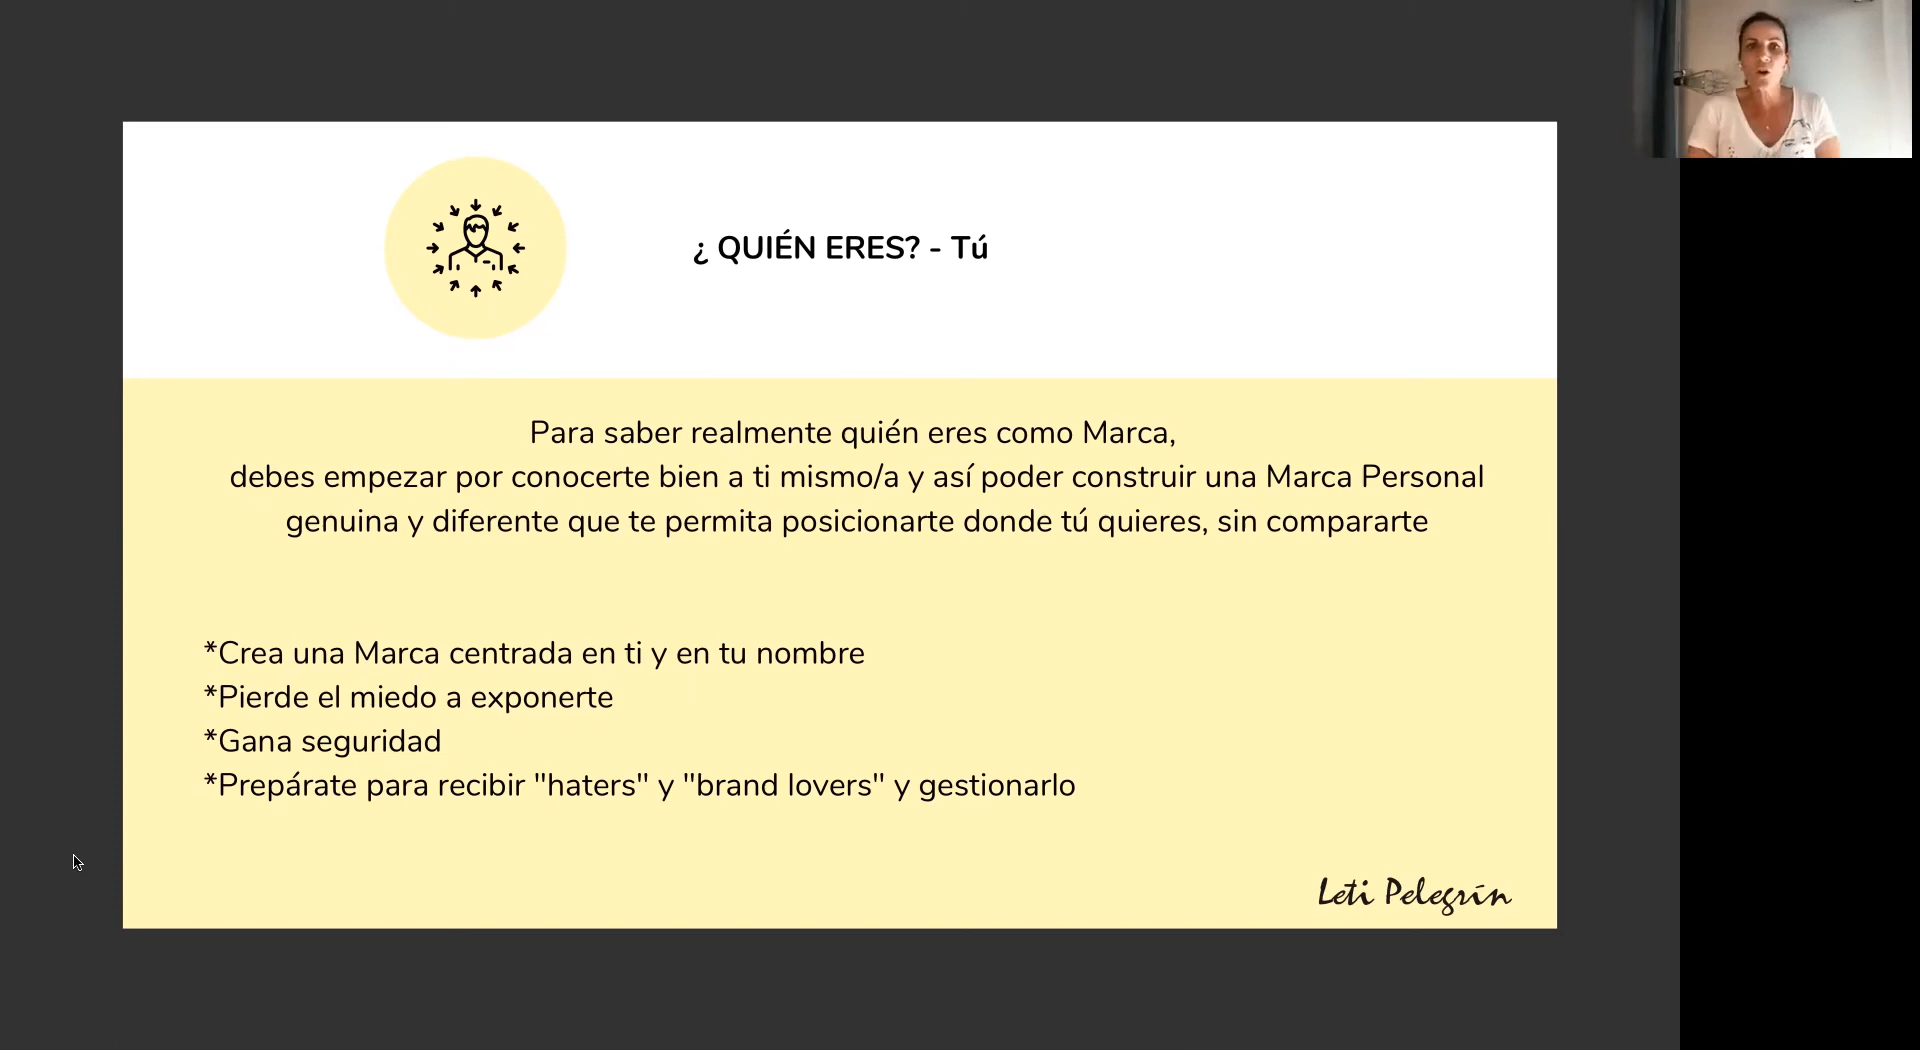 ¿ QUIÉN ERES? - Tú
Para saber realmente quién eres como Marca,
debes empezar por conocerte bien a ti mismo/a y así poder construir una Marca Personal
genuina y diferente que te permita posicionarte donde tú quieres, sin compararte
*Crea una Marca centrada en ti y en tu nombre
*Pierde el miedo a exponerte
*Gana seguridad
*Prepárate para recibir "haters" y "brand lovers" y gestionarlo
Leti Pelegrín